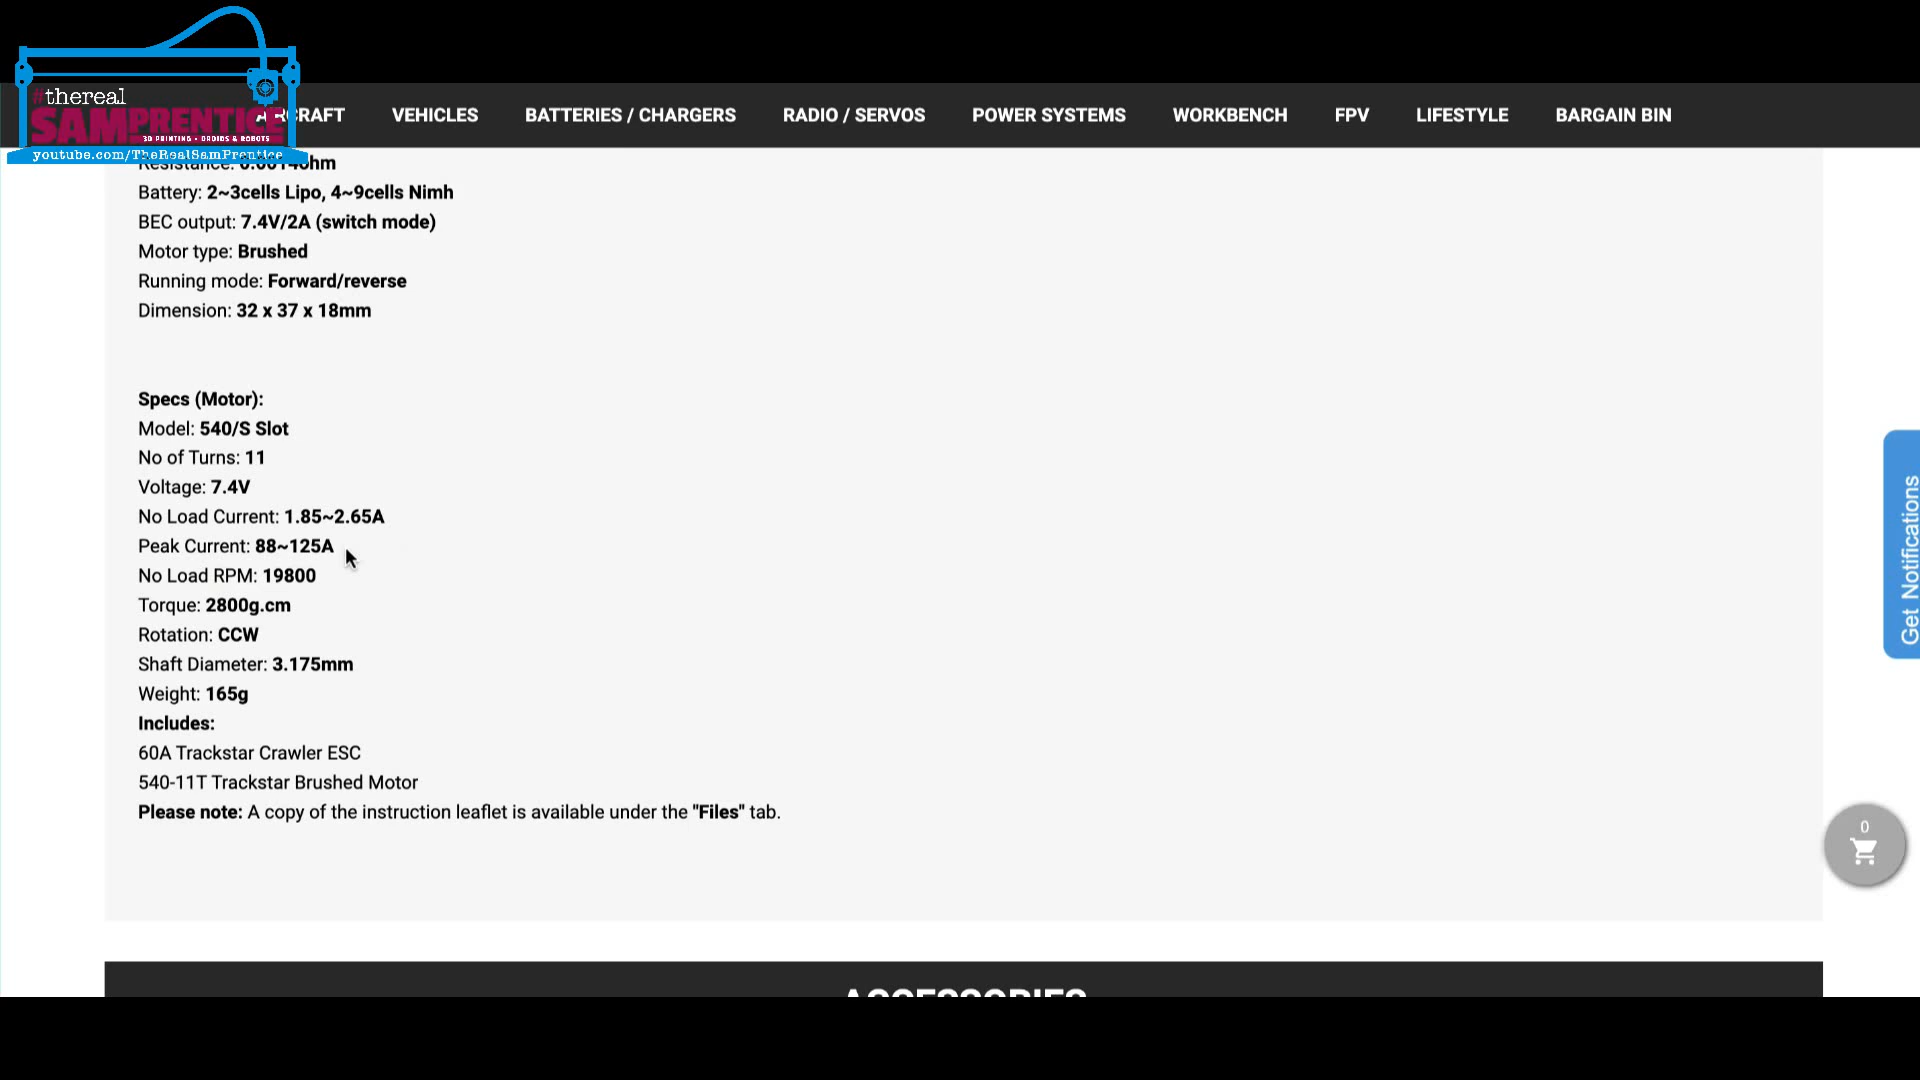 #thereal
SAMPRENTICE
3D PRINTING • DROIDS & ROBOTS
youtube.com/TheRealSamPrentice
AIRCRAFT VEHICLES BATTERIES / CHARGERS RADIO / SERVOS POWER SYSTEMS WORKBENCH FPV LIFESTYLE BARGAIN BIN
Resistance:
Battery: 2~3cells Lipo, 4~9cells Nimh
BEC output: 7.4V/2A (switch mode)
Motor type: Brushed
Running mode: Forward/reverse
Dimension: 32 x 37 x 18mm
Specs (Motor):
Model: 540/S Slot
No of Turns: 11
Voltage: 7.4V
No Load Current: 1.85~2.65A
Peak Current: 88~125A
No Load RPM: 19800
Torque: 2800g.cm
Rotation: CCW
Shaft Diameter: 3.175mm
Weight: 165g
Includes:
60A Trackstar Crawler ESC
540-11T Trackstar Brushed Motor
Please note: A copy of the instruction leaflet is available under the "Files" tab.
Get Notifications
0
ACCESSORIES